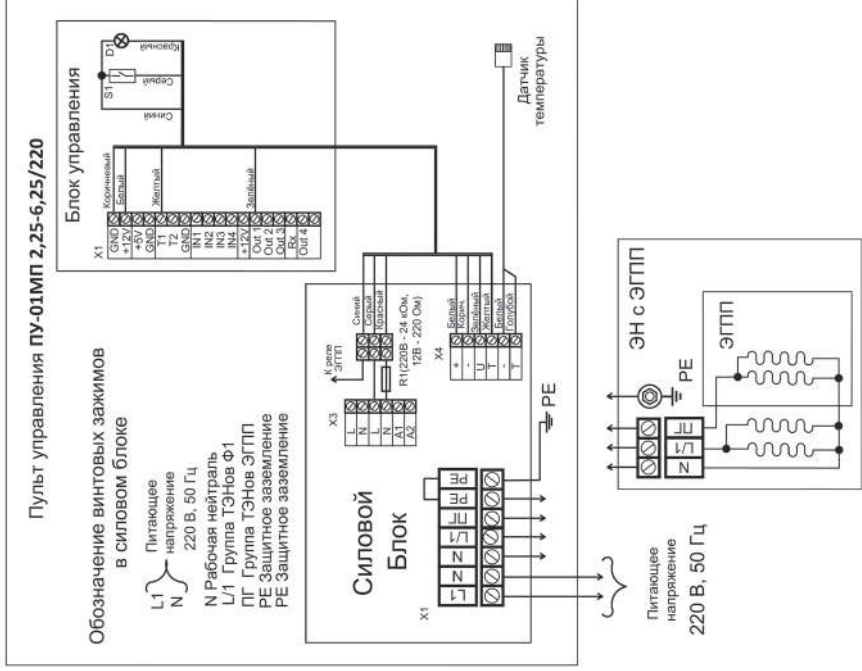 Пульт управления ПУ-01МП 2,25-6,25/220
Обозначение винтовых зажимов
в силовом блоке
L1
N
Питающее
напряжение
220 В, 50 Гц
N Рабочая нейтраль
L/1 Группа ТЭНов Ф1
ПГ Группа ТЭНов ЭГПП
PE Защитное заземление
PE Защитное заземление
Блок управления
X1
GND
+12V
+5V
GND
T1
T2
GND
IN1
IN2
IN3
IN4
+12V
Out 1
Out 2
Out 3
Rx
Out 4
Коричневый
Белый
Желтый
Зелёный
S1
D1
Синий
Серый
Красный
Силовой
Блок
X1
L1
N
N
L/1
ПГ
PE
PE
PE
X3
L
N
L
N
A1
A2
К реле
ЭГПП
Синий
Серый
Красный
R1(220В - 24 кОм,
12В - 220 Ом)
X4
+
-
U
T
-
T
Белый
Корич.
Зелёный
Желтый
Белый
Голубой
Датчик
температуры
Питающее
напряжение
220 В, 50 Гц
ЭН с ЭГПП
N
L/1
ПГ
PE
ЭГПП